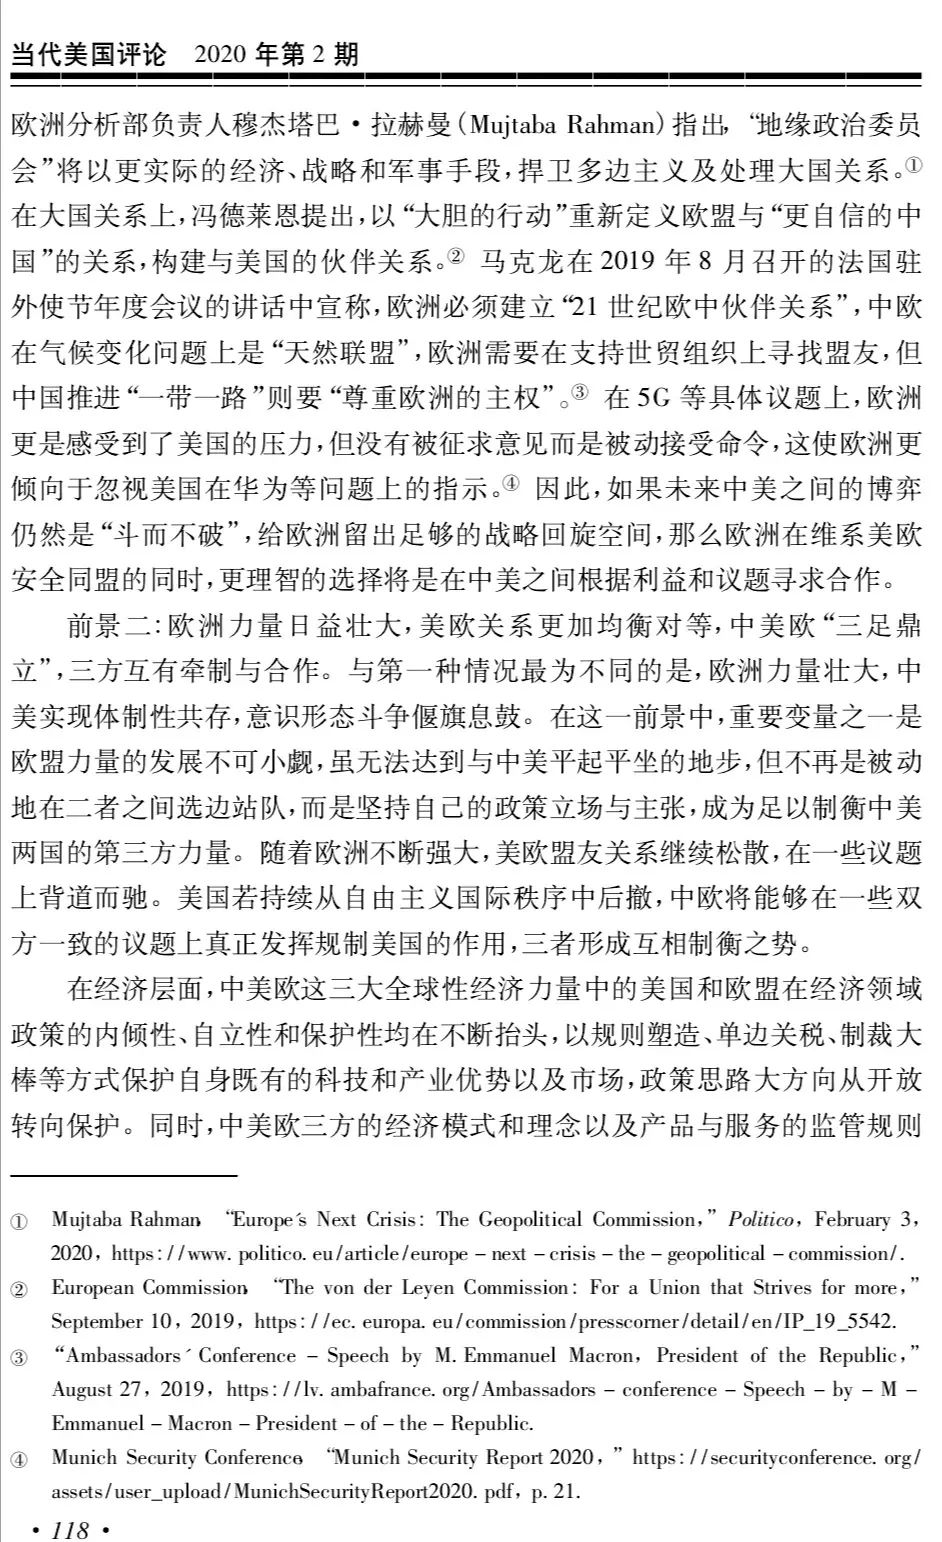 当代美国评论 2020 年第 2 期
欧洲分析部负责人穆杰塔巴·拉赫曼(Mujtaba Rahman)指出,“地缘政治委员
会”将以更实际的经济、战略和军事手段,捍卫多边主义及处理大国关系。①
在大国关系上,冯德莱恩提出,以“大胆的行动”重新定义欧盟与“更自信的中
国”的关系,构建与美国的伙伴关系。② 马克龙在 2019 年 8 月召开的法国驻
外使节年度会议的讲话中宣称,欧洲必须建立“21 世纪欧中伙伴关系”,中欧
在气候变化问题上是“天然联盟”,欧洲需要在支持世贸组织上寻找盟友,但
中国推进“一带一路”则要“尊重欧洲的主权”。③ 在 5G 等具体议题上,欧洲
更是感受到了美国的压力,但没有被征求意见而是被动接受命令,这使欧洲更
倾向于忽视美国在华为等问题上的指示。④ 因此,如果未来中美之间的博弈
仍然是“斗而不破”,给欧洲留出足够的战略回旋空间,那么欧洲在维系美欧
安全同盟的同时,更理智的选择将是在中美之间根据利益和议题寻求合作。
前景二:欧洲力量日益壮大,美欧关系更加均衡对等,中美欧“三足鼎
立”,三方互有牵制与合作。与第一种情况最为不同的是,欧洲力量壮大,中
美实现体制性共存,意识形态斗争偃旗息鼓。在这一前景中,重要变量之一是
欧盟力量的发展不可小觑,虽无法达到与中美平起平坐的地步,但不再是被动
地在二者之间选边站队,而是坚持自己的政策立场与主张,成为足以制衡中美
两国的第三方力量。随着欧洲不断强大,美欧盟友关系继续松散,在一些议题
上背道而驰。美国若持续从自由主义国际秩序中后撤,中欧将能够在一些双
方一致的议题上真正发挥规制美国的作用,三者形成互相制衡之势。
在经济层面,中美欧这三大全球性经济力量中的美国和欧盟在经济领域
政策的内倾性、自立性和保护性均在不断抬头,以规则塑造、单边关税、制裁大
棒等方式保护自身既有的科技和产业优势以及市场,政策思路大方向从开放
转向保护。同时,中美欧三方的经济模式和理念以及产品与服务的监管规则
① Mujtaba Rahman, “Europe´s Next Crisis: The Geopolitical Commission,” Politico, February 3,
2020, https://www. politico. eu/article/europe – next – crisis – the – geopolitical – commission/.
② European Commission, “The von der Leyen Commission: For a Union that Strives for more,”
September 10, 2019, https://ec. europa. eu/commission/presscorner/detail/en/IP_19_5542.
③ “Ambassadors´ Conference – Speech by M. Emmanuel Macron, President of the Republic,”
August 27, 2019, https://lv. ambafrance. org/Ambassadors – conference – Speech – by – M –
Emmanuel – Macron – President – of – the – Republic.
④ Munich Security Conference, “Munich Security Report 2020,” https://securityconference. org/
assets/user_upload/MunichSecurityReport2020. pdf, p. 21.
· 118 ·